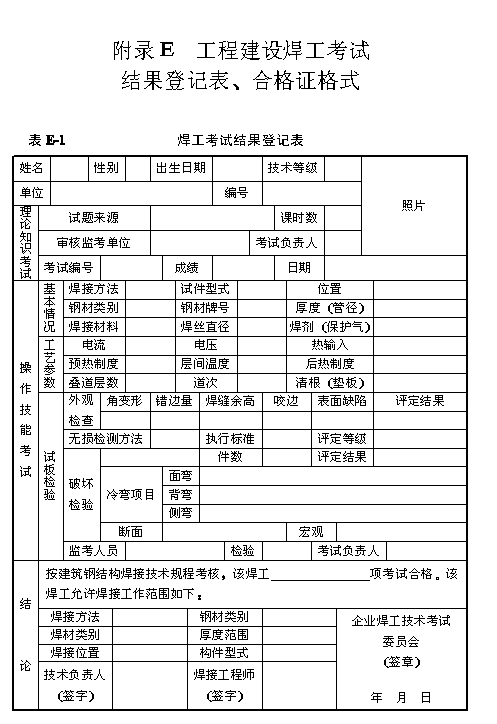 附录E 工程建设焊工考试
结果登记表、合格证格式
表E-1 焊工考试结果登记表
姓名 性别 出生日期 技术等级
照片
单位 编号
理论知识考试
试题来源 课时数
审核监考单位 考试负责人
考试编号 成绩 日期
操作技能考试
基本情况
焊接方法 试件型式 位置
钢材类别 钢材牌号 厚度(管径)
焊接材料 焊丝直径 焊剂(保护气)
工艺参数
电流 电压 热输入
预热制度 层间温度 后热制度
叠道层数 道次 清根(垫板)
试板检验
外观检查
角变形 错边量 焊缝余高 咬边 表面缺陷 评定结果
无损检测方法 执行标准 评定等级
破坏检验
件数 评定结果
冷弯项目
面弯
背弯
侧弯
断面 宏观
监考人员 检验 考试负责人
结论
按建筑钢结构焊接技术规程考核,该焊工______项考试合格。该
焊工允许焊接工作范围如下:
焊接方法 钢材类别
焊材类别 厚度范围
焊接位置 构件型式
技术负责人
(签字)
焊接工程师
(签字)
企业焊工技术考试
委员会
(签章)
年 月 日